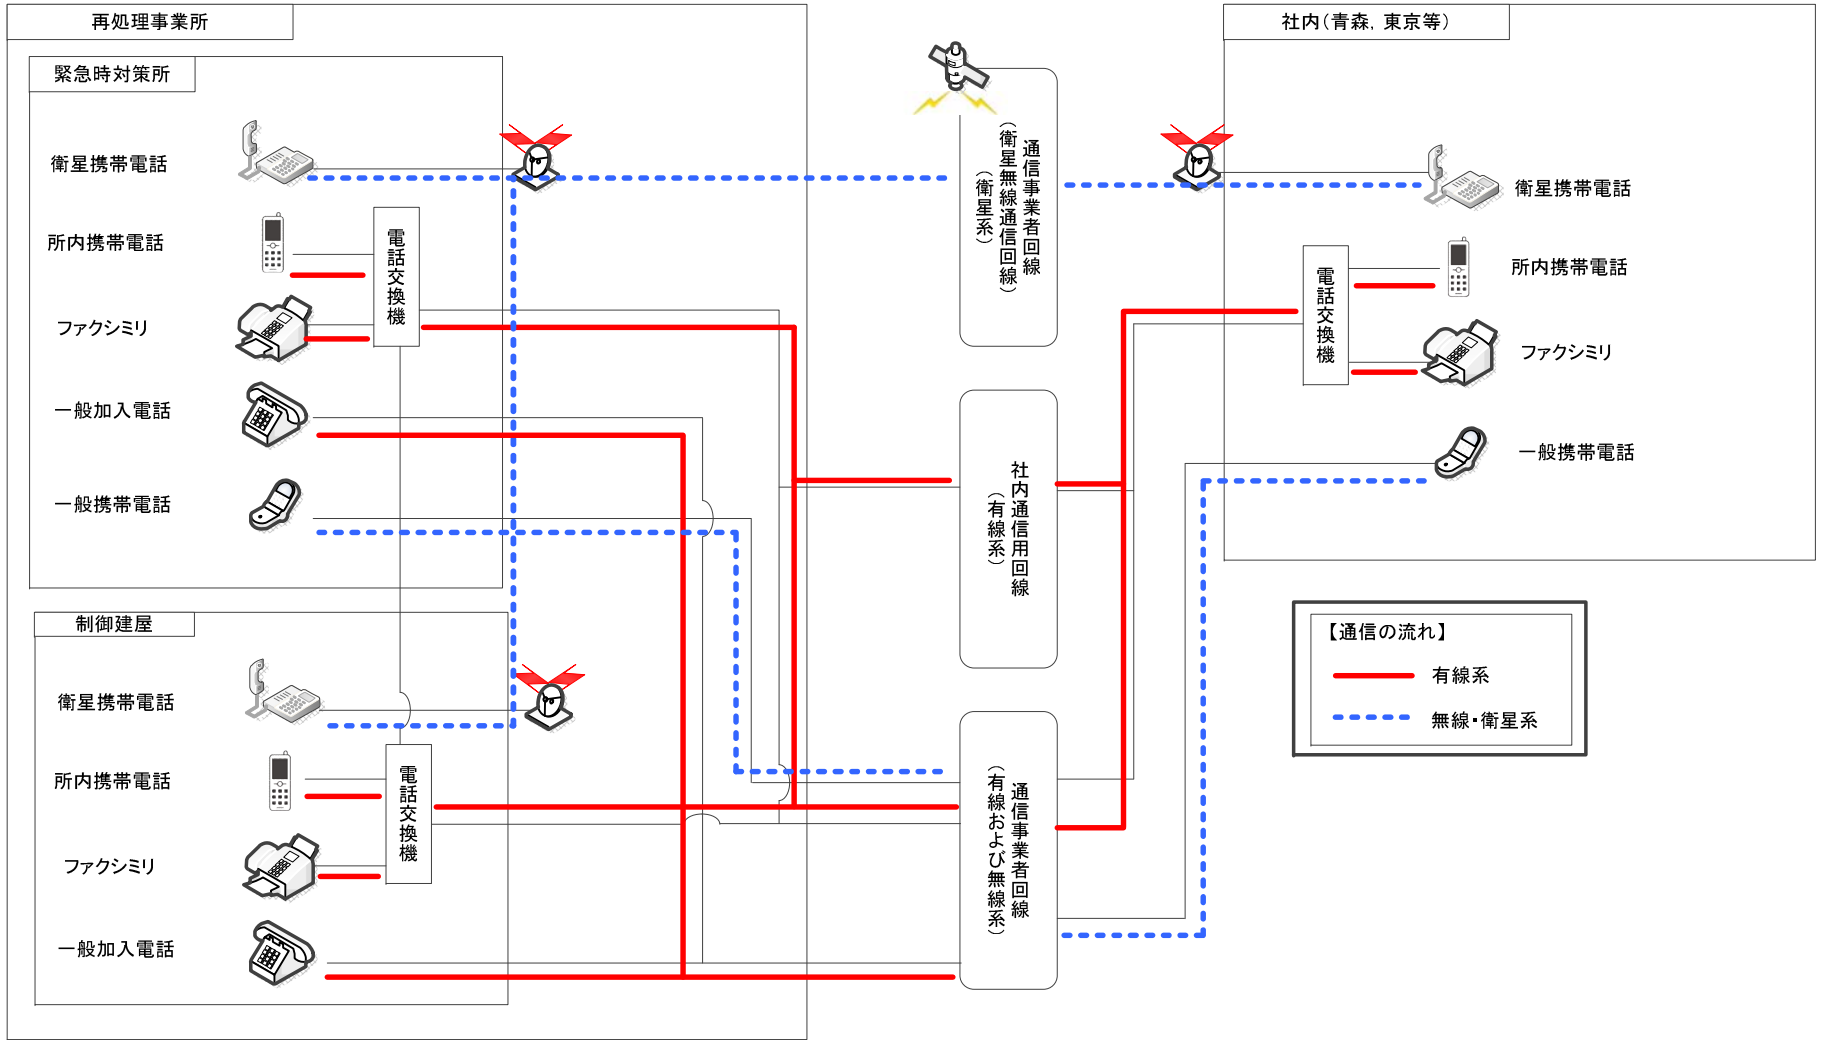 再処理事業所
緊急時対策所
衛星携帯電話
所内携帯電話
ファクシミリ
一般加入電話
一般携帯電話
電話交換機
制御建屋
衛星携帯電話
所内携帯電話
ファクシミリ
一般加入電話
電話交換機
通信事業者回線
（衛星無線通信回線）
（衛星系）
社内通信用回線
（有線系）
通信事業者回線
（有線および無線系）
社内（青森，東京等）
衛星携帯電話
所内携帯電話
ファクシミリ
一般携帯電話
電話交換機
【通信の流れ】
有線系
無線・衛星系